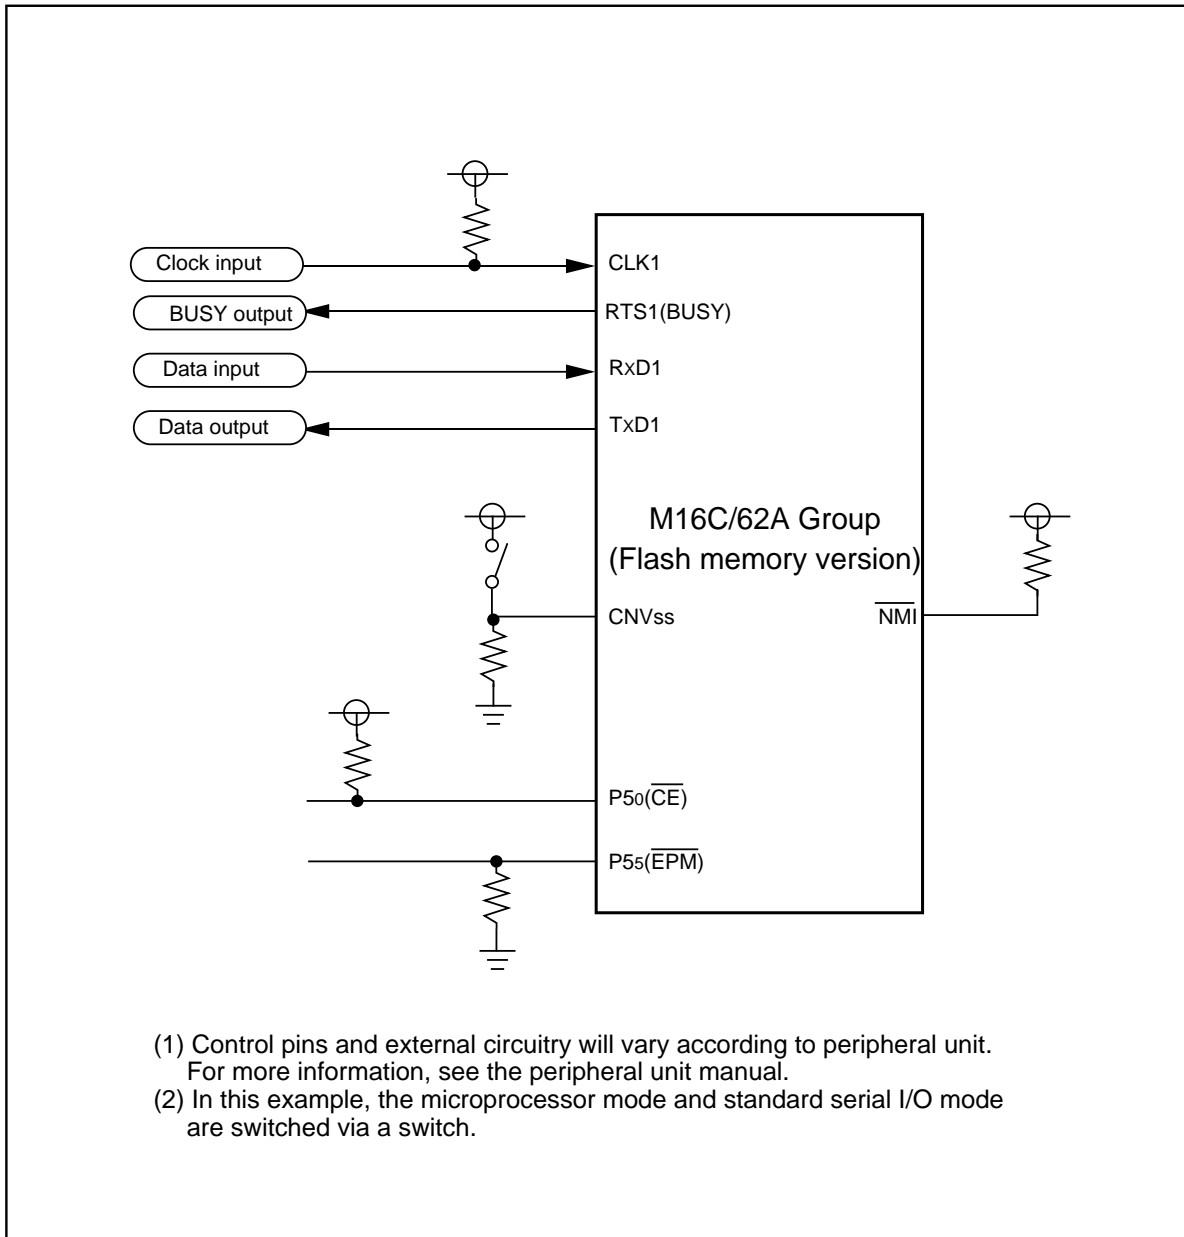 Clock input
CLK1
BUSY output
RTS1(BUSY)
Data input
RxD1
Data output
TxD1
M16C/62A Group
(Flash memory version)
CNVss
NMI
P50(CE)
P55(EPM)
(1) Control pins and external circuitry will vary according to peripheral unit.
For more information, see the peripheral unit manual.
(2) In this example, the microprocessor mode and standard serial I/O mode
are switched via a switch.